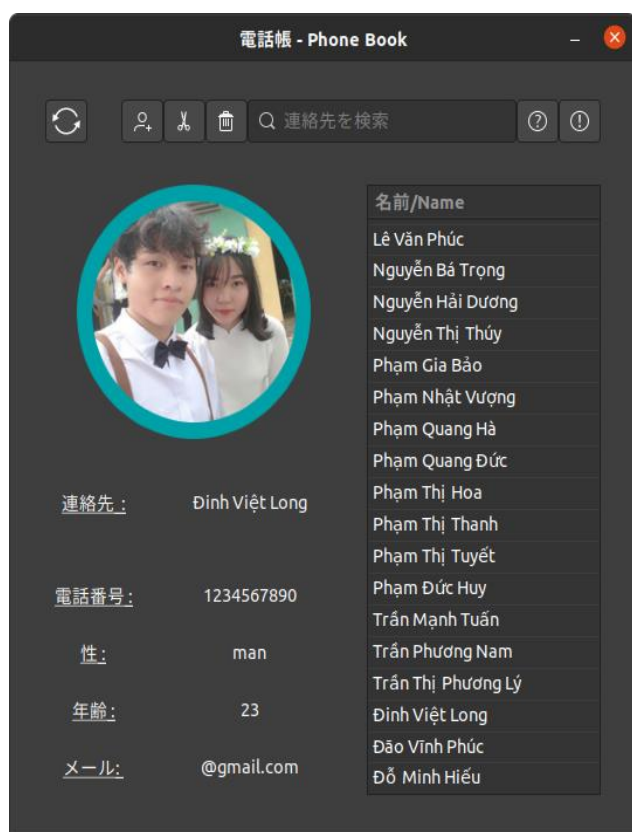 電話帳 - Phone Book
連絡先を検索
名前/Name
Lê Văn Phúc
Nguyễn Bá Trọng
Nguyễn Hải Dương
Nguyễn Thị Thúy
Phạm Gia Bảo
Phạm Nhật Vượng
Phạm Quang Hà
Phạm Quang Đức
Phạm Thị Hoa
Phạm Thị Thanh
Phạm Thị Tuyết
Phạm Đức Huy
Trần Mạnh Tuấn
Trần Phương Nam
Trần Thị Phương Lý
Đinh Việt Long
Đão Vĩnh Phúc
Đỗ Minh Hiếu
連絡先 : Đinh Việt Long
電話番号 : 1234567890
性 : man
年齢 : 23
メール: @gmail.com